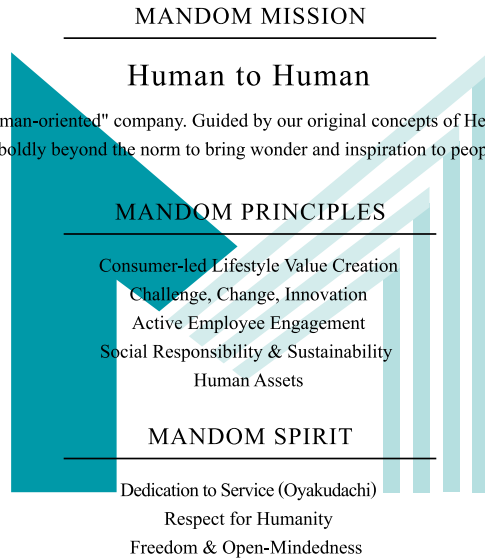 MANDOM MISSION
Human to Human
man-oriented" company. Guided by our original concepts of He
boldly beyond the norm to bring wonder and inspiration to peop
MANDOM PRINCIPLES
Consumer-led Lifestyle Value Creation
Challenge, Change, Innovation
Active Employee Engagement
Social Responsibility & Sustainability
Human Assets
MANDOM SPIRIT
Dedication to Service (Oyakudachi)
Respect for Humanity
Freedom & Open-Mindedness